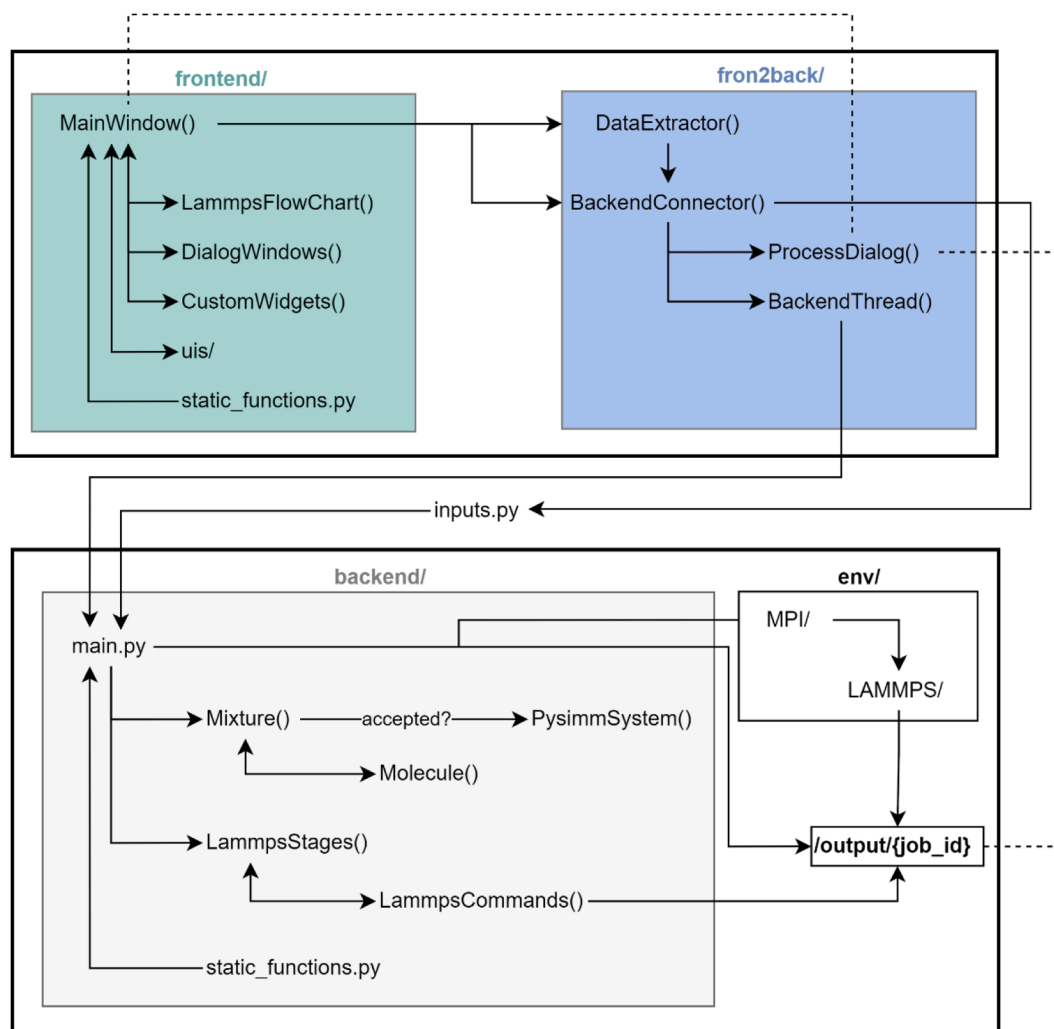 frontend/
fron2back/
MainWindow()
DataExtractor()
LammpsFlowChart()
BackendConnector()
DialogWindows()
ProcessDialog()
CustomWidgets()
BackendThread()
uis/
static_functions.py
inputs.py
backend/
env/
main.py
MPI/
LAMMPS/
Mixture()
accepted?
PysimmSystem()
Molecule()
LammpsStages()
/output/{job_id}
LammpsCommands()
static_functions.py